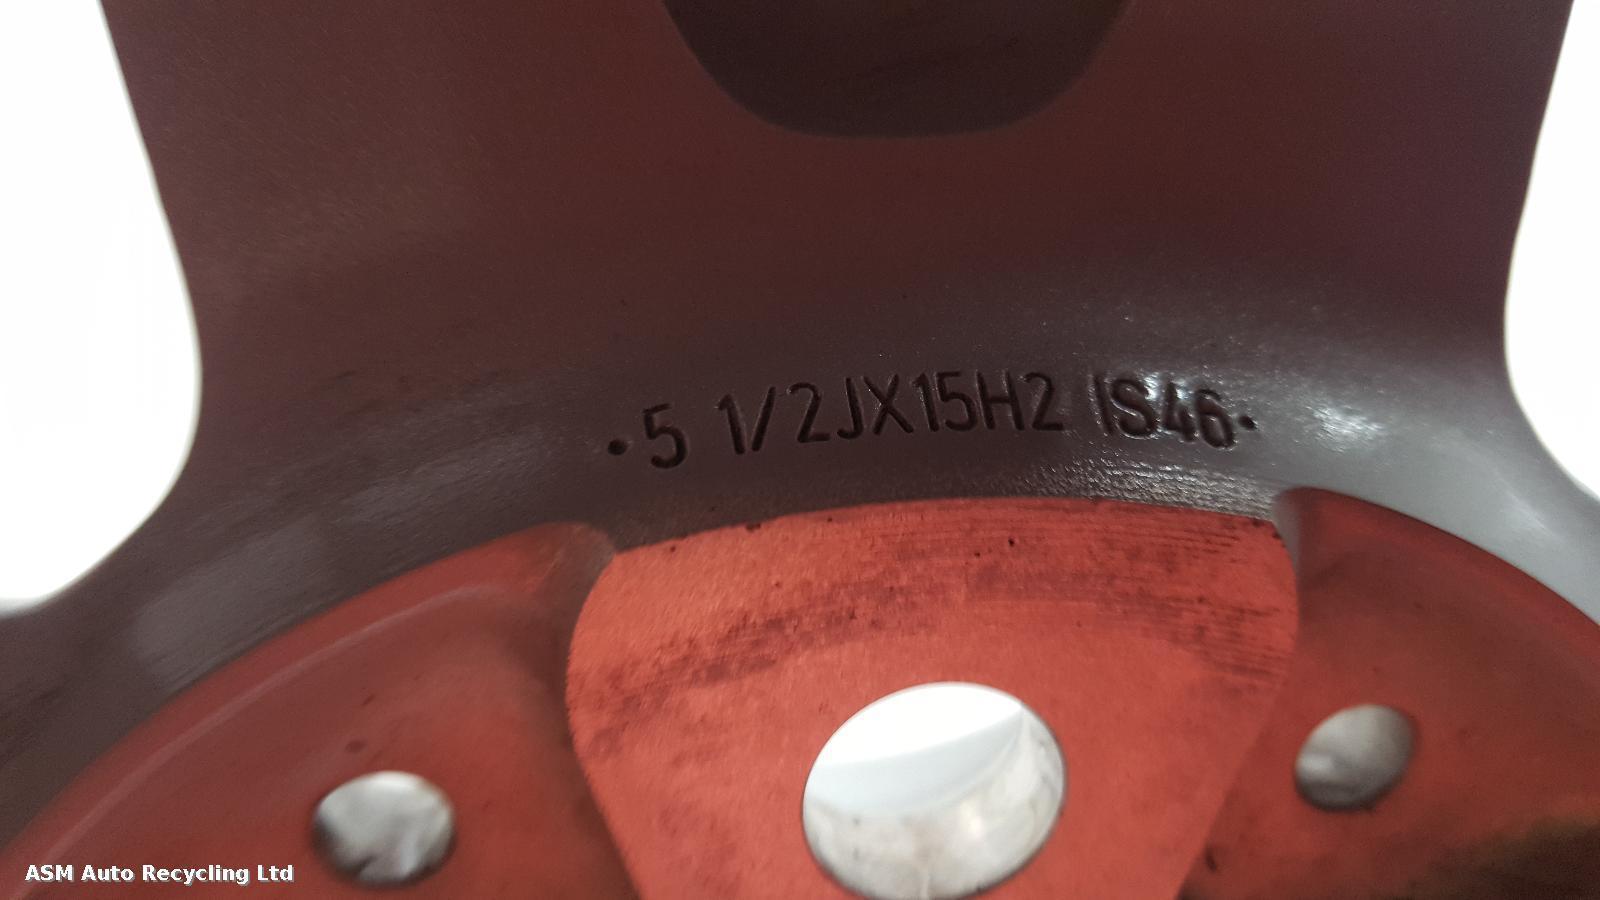 •5 1/2JX15H2 IS46•
ASM Auto Recycling Ltd